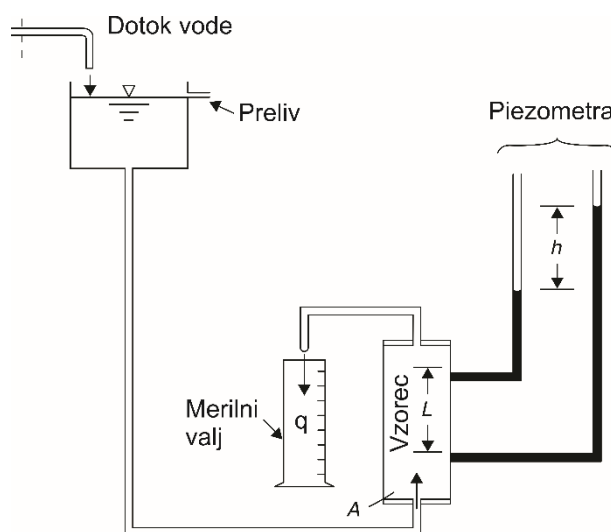 Dotok vode
Preliv
Piezometra
h
Merilni
valj
q
Vzorec
L
A